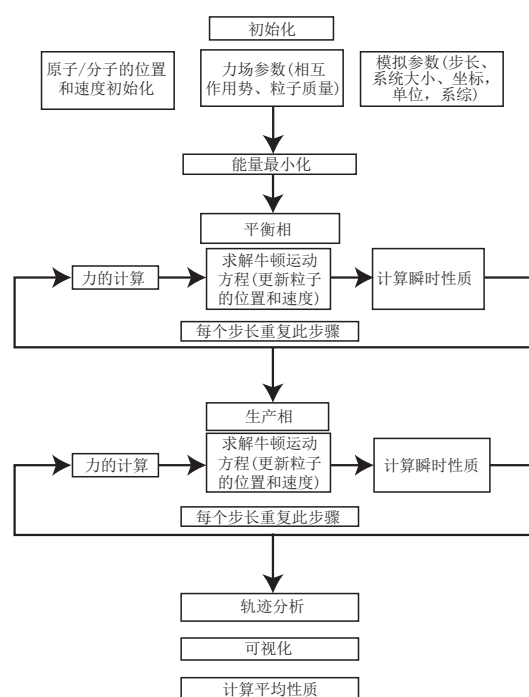 初始化
原子/分子的位置
和速度初始化
力场参数(相互
作用势、粒子质量)
模拟参数(步长、
系统大小、坐标,
单位,系综)
能量最小化
平衡相
力的计算
求解牛顿运动
方程(更新粒子
的位置和速度)
计算瞬时性质
每个步长重复此步骤
生产相
力的计算
求解牛顿运动
方程(更新粒子
的位置和速度)
计算瞬时性质
每个步长重复此步骤
轨迹分析
可视化
计算平均性质